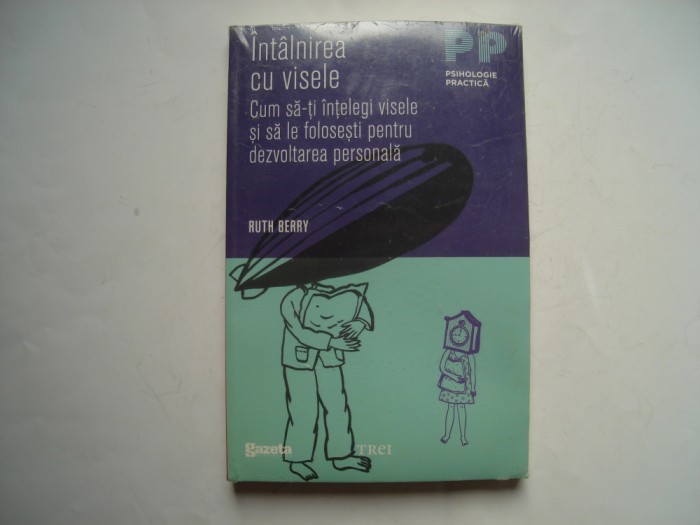 Întâlnirea
cu visele
Cum să-ți înțelegi visele
și să le folosești pentru
dezvoltarea personală
PP
PSIHOLOGIE
PRACTICĂ
RUTH BERRY
gazeta
TREI